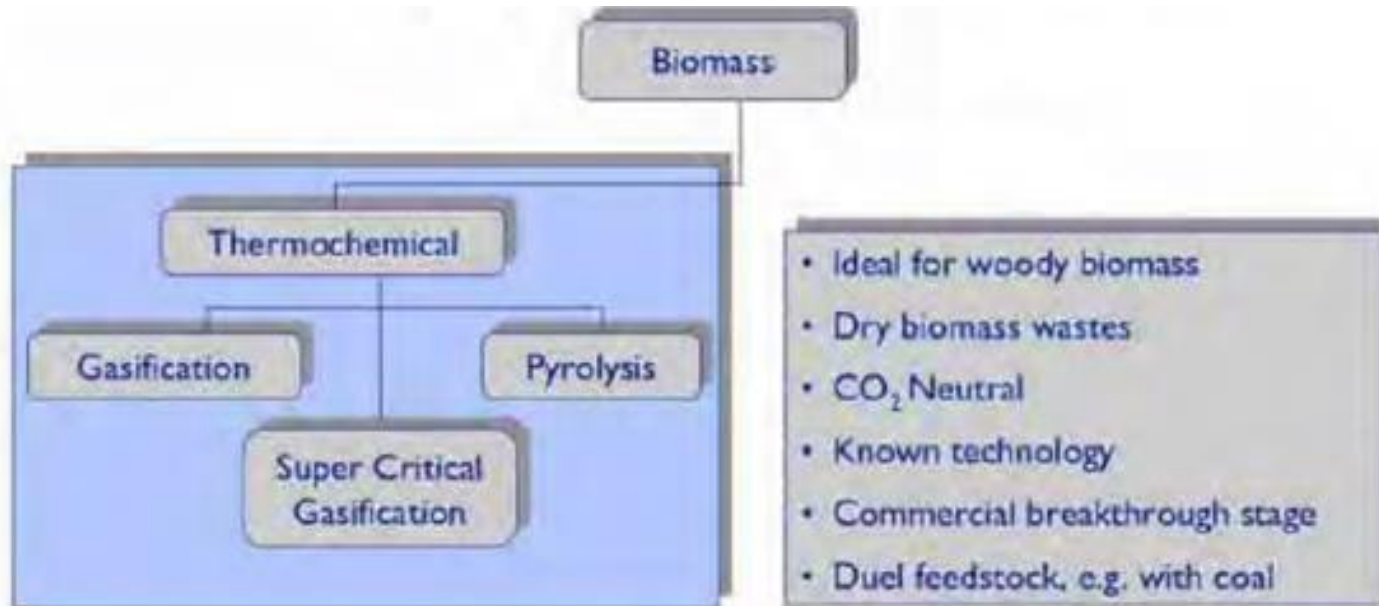 Biomass
Thermochemical
Gasification
Pyrolysis
Super Critical
Gasification
• Ideal for woody biomass
• Dry biomass wastes
• CO₂ Neutral
• Known technology
• Commercial breakthrough stage
• Duel feedstock, e.g. with coal